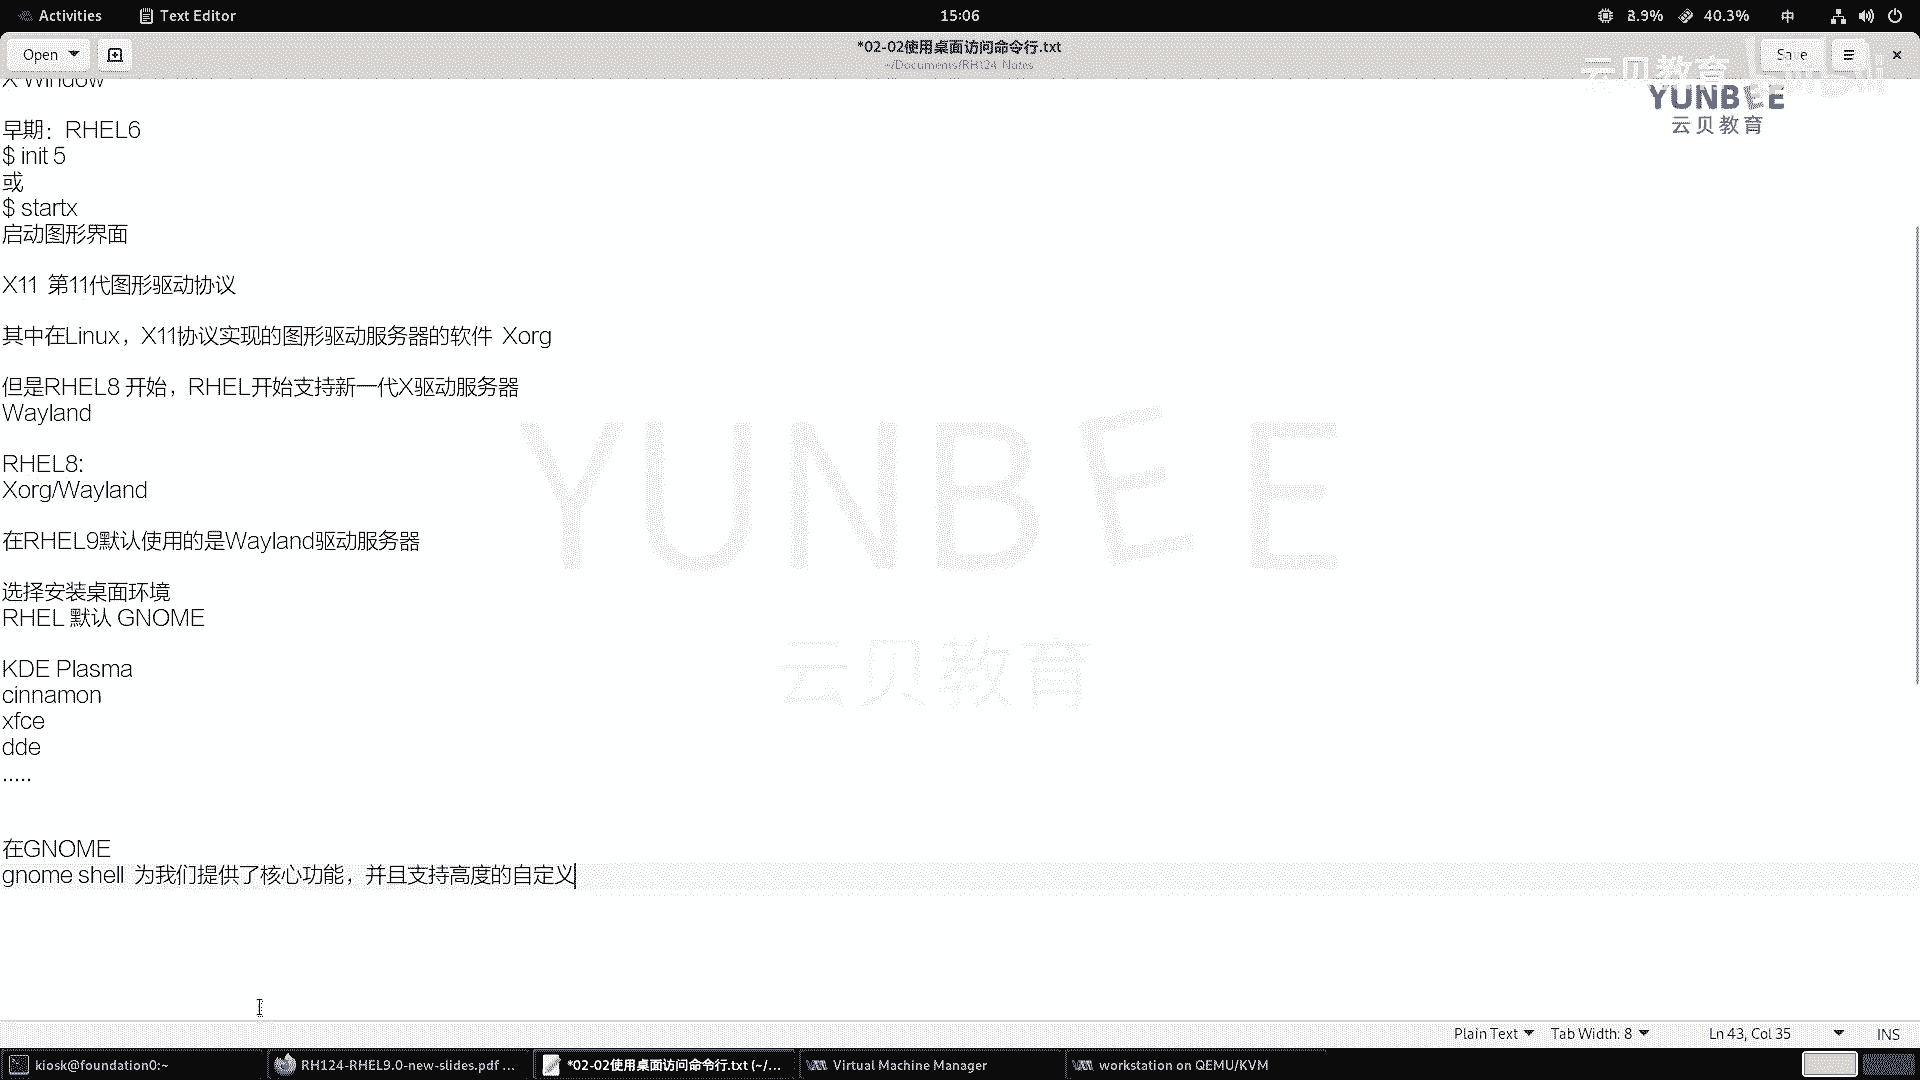 Activities
Text Editor
15:06
3.9%
40.3%
中
Open
*02-02使用桌面访问命令行.txt
~/Documents/RH124-Notes
Save
云贝教育
YUNBEE
云贝教育
X Window
早期：RHEL6
$ init 5
或
$ startx
启动图形界面
X11  第11代图形驱动协议
其中在Linux，X11协议实现的图形驱动服务器的软件  Xorg
但是RHEL8 开始，RHEL开始支持新一代X驱动服务器
Wayland
RHEL8:
Xorg/Wayland
在RHEL9默认使用的是Wayland驱动服务器
选择安装桌面环境
RHEL 默认 GNOME
KDE Plasma
cinnamon
xfce
dde
.....
在GNOME
gnome shell  为我们提供了核心功能，并且支持高度的自定义
YUNBEE
云贝教育
Plain Text
Tab Width: 8
Ln 43, Col 35
INS
kiosk@foundation0:~
RH124-RHEL9.0-new-slides.pdf ...
*02-02使用桌面访问命令行.txt (~/...
Virtual Machine Manager
workstation on QEMU/KVM